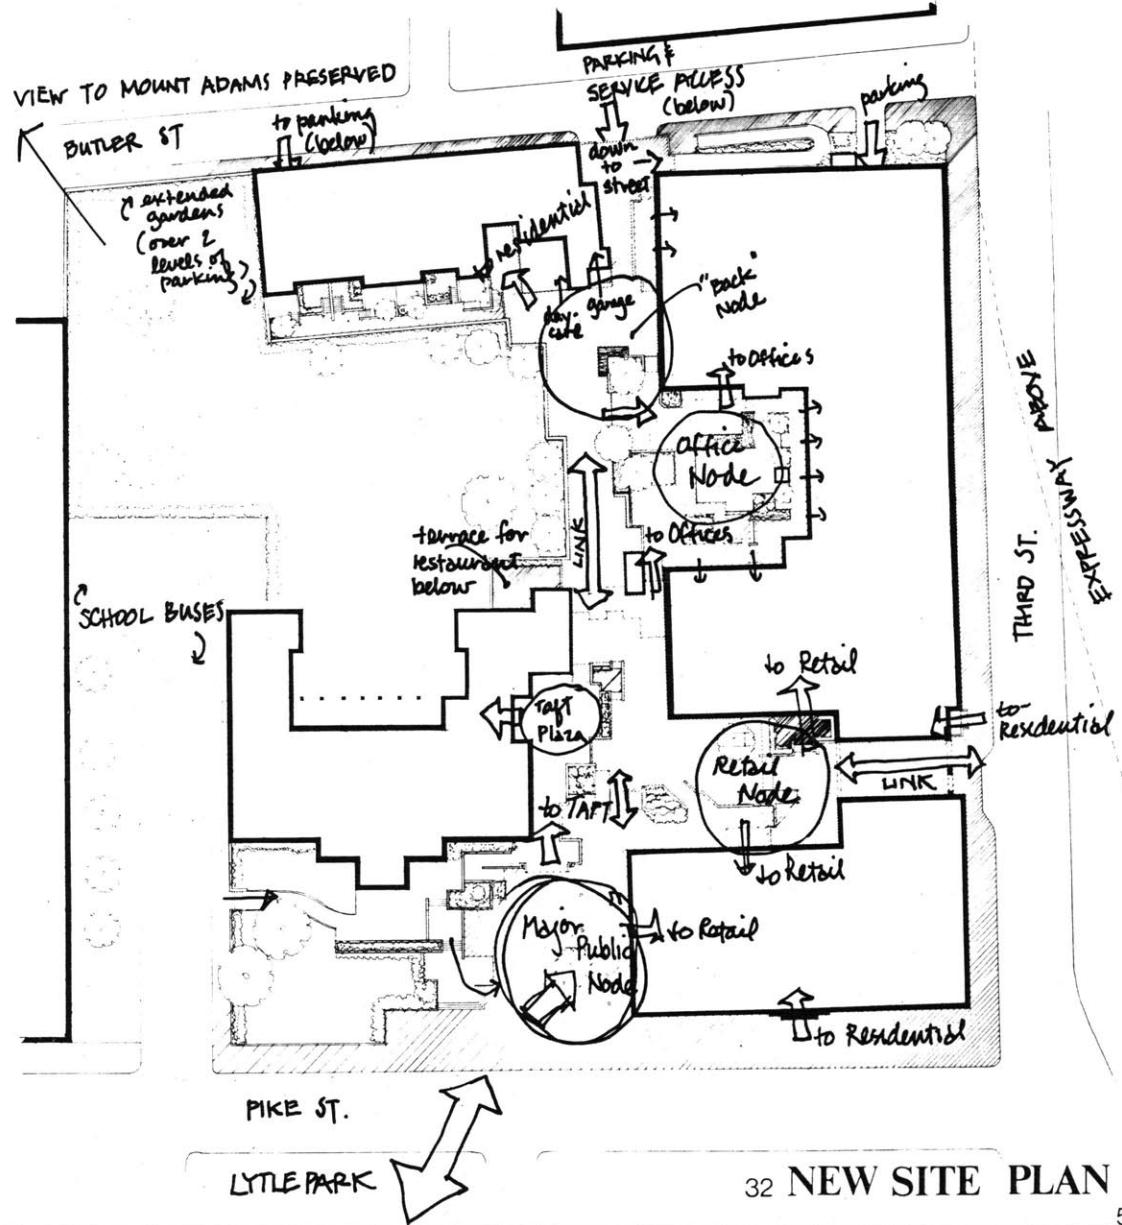 VIEW TO MOUNT ADAMS PRESERVED
BUTLER ST
to parking
(below)
PARKING &
SERVICE ACCESS
(below)
parking
down
to
street
extended
gardens
(over 2
levels of
parking)
to residential
day-
care
garage
"Back"
Node
to Offices
Office
Node
LINK
to Offices
terrace for
restaurant
below
SCHOOL BUSES
EXPRESSWAY ABOVE
THIRD ST.
Taft
Plaza
to Retail
to
Residential
Retail
Node
LINK
to TAFT
to Retail
Major
Public
Node
to Retail
to Residential
PIKE ST.
LYTLE PARK
32 NEW SITE PLAN
5